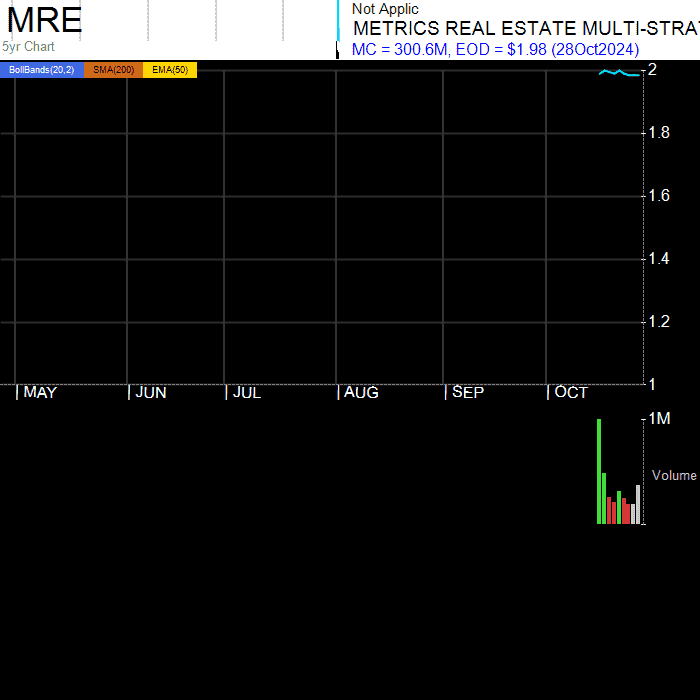 MRE
5yr Chart
Not Applic
METRICS REAL ESTATE MULTI-STRA
MC = 300.6M, EOD = $1.98 (28Oct2024)
BollBands(20,2) SMA(200) EMA(50)
2
1.8
1.6
1.4
1.2
1
MAY JUN JUL AUG SEP OCT
1M
Volume